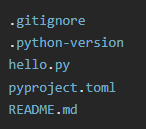 .gitignore
.python-version
hello.py
pyproject.toml
README.md